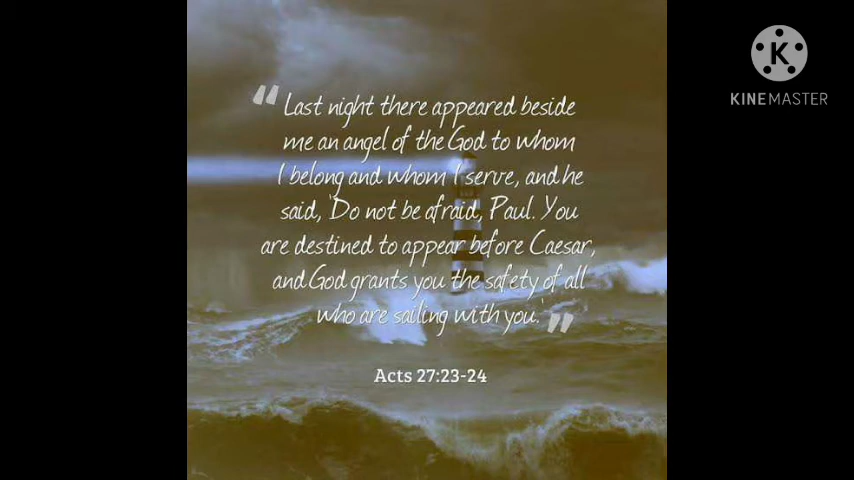 “ Last night there appeared beside
me an angel of the God to whom
I belong and whom I serve, and he
said, ‘Do not be afraid, Paul. You
are destined to appear before Caesar,
and God grants you the safety of all
who are sailing with you.’ ”
Acts 27:23-24
K
KINEMASTER